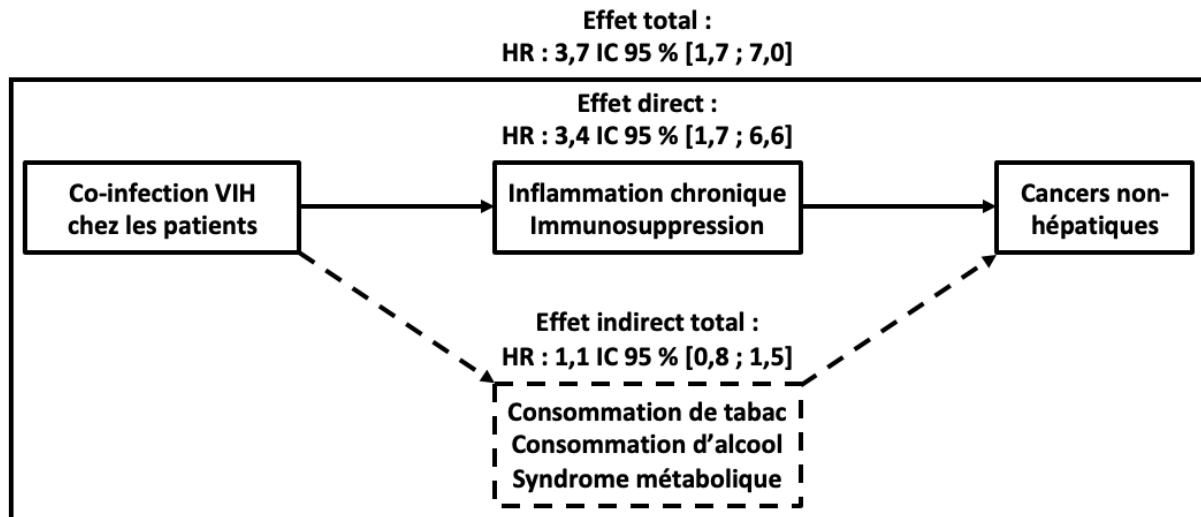 Effet total :
HR : 3,7 IC 95 % [1,7 ; 7,0]
Effet direct :
HR : 3,4 IC 95 % [1,7 ; 6,6]
Co-infection VIH
chez les patients
Inflammation chronique
Immunosuppression
Cancers non-
hépatiques
Effet indirect total :
HR : 1,1 IC 95 % [0,8 ; 1,5]
Consommation de tabac
Consommation d'alcool
Syndrome métabolique